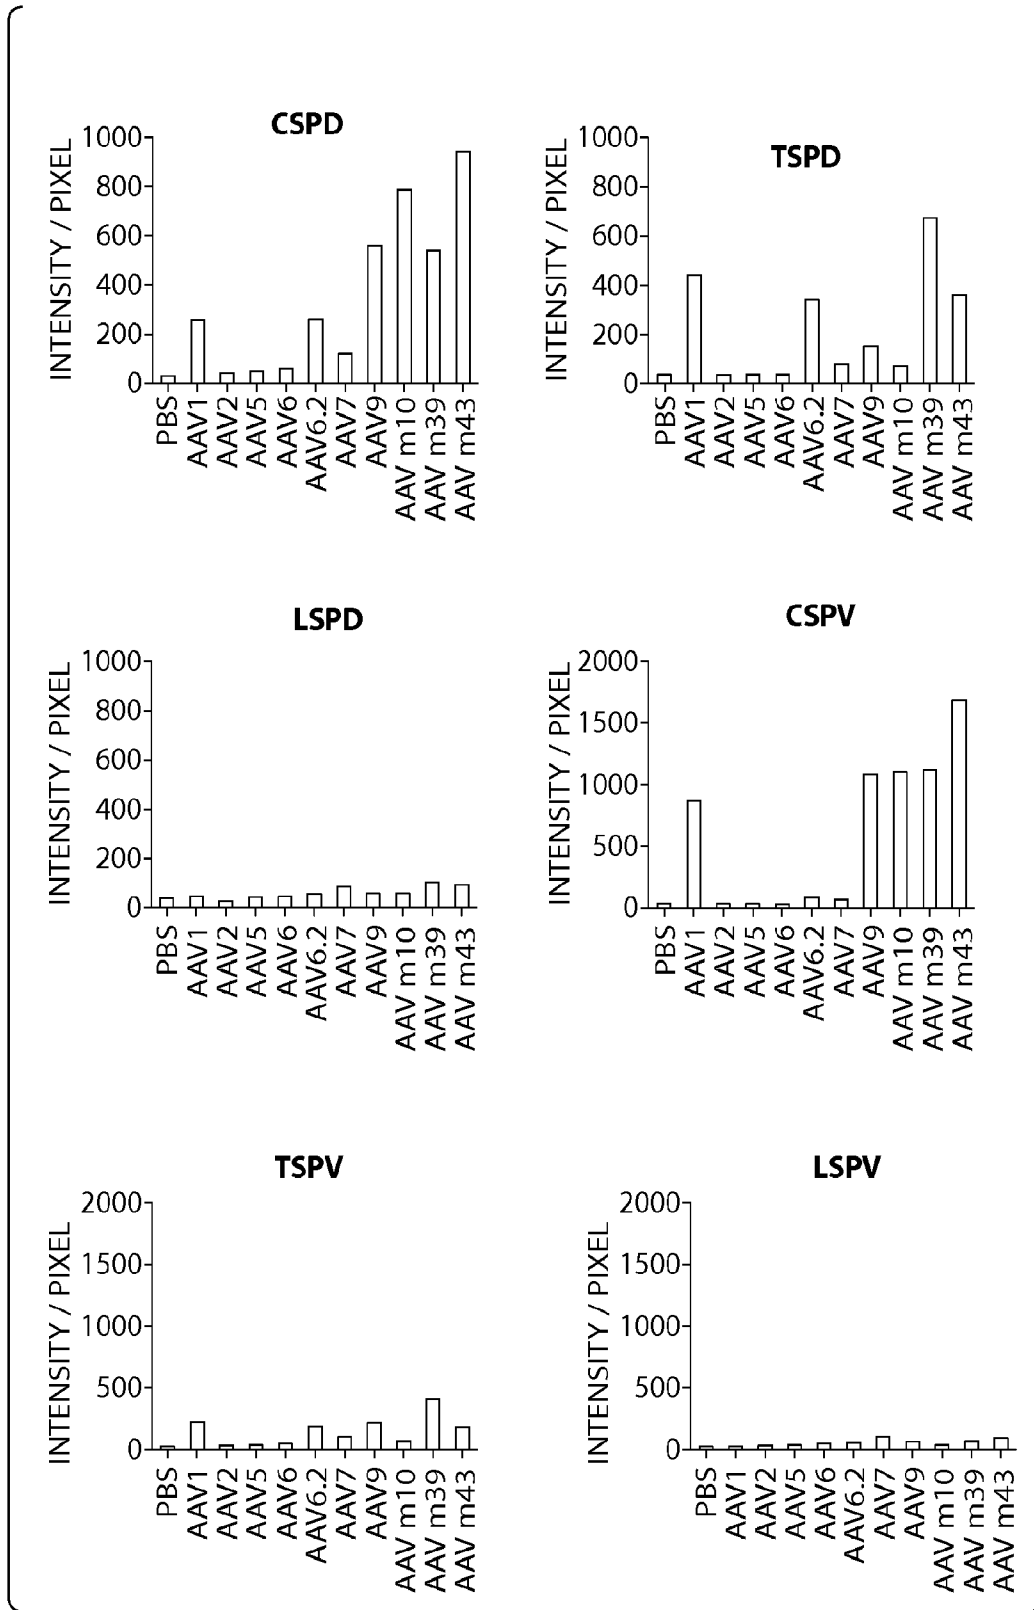 CSPD
INTENSITY / PIXEL
1000
800
600
400
200
0
PBS
AAV1
AAV2
AAV5
AAV6
AAV6.2
AAV7
AAV9
AAV m10
AAV m39
AAV m43
TSPD
INTENSITY / PIXEL
1000
800
600
400
200
0
PBS
AAV1
AAV2
AAV5
AAV6
AAV6.2
AAV7
AAV9
AAV m10
AAV m39
AAV m43
LSPD
INTENSITY / PIXEL
1000
800
600
400
200
0
PBS
AAV1
AAV2
AAV5
AAV6
AAV6.2
AAV7
AAV9
AAV m10
AAV m39
AAV m43
CSPV
INTENSITY / PIXEL
2000
1500
1000
500
0
PBS
AAV1
AAV2
AAV5
AAV6
AAV6.2
AAV7
AAV9
AAV m10
AAV m39
AAV m43
TSPV
INTENSITY / PIXEL
2000
1500
1000
500
0
PBS
AAV1
AAV2
AAV5
AAV6
AAV6.2
AAV7
AAV9
AAV m10
AAV m39
AAV m43
LSPV
INTENSITY / PIXEL
2000
1500
1000
500
0
PBS
AAV1
AAV2
AAV5
AAV6
AAV6.2
AAV7
AAV9
AAV m10
AAV m39
AAV m43